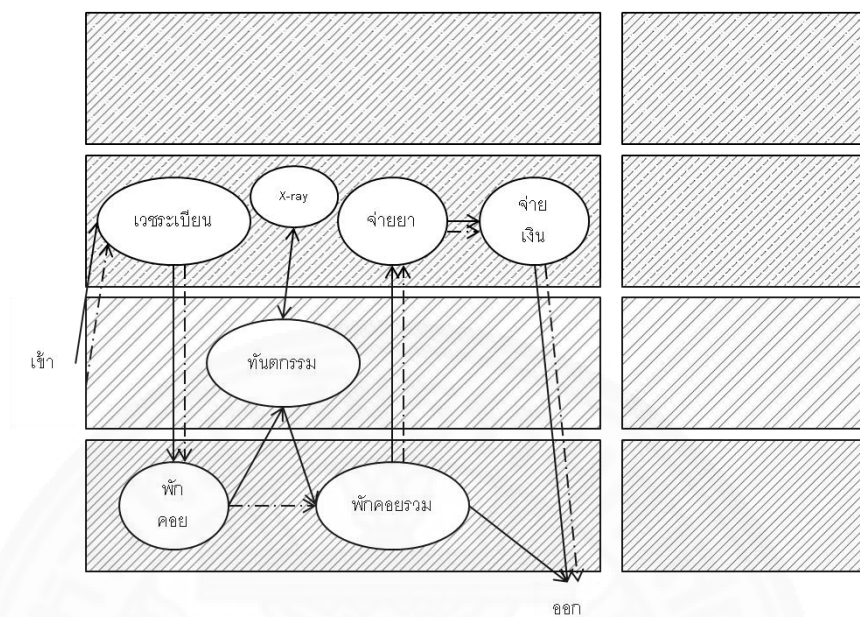 เวชระเบียน
X-ray
จ่ายยา
จ่าย
เงิน
เข้า
ทันตกรรม
พัก
คอย
พักคอยรวม
ออก